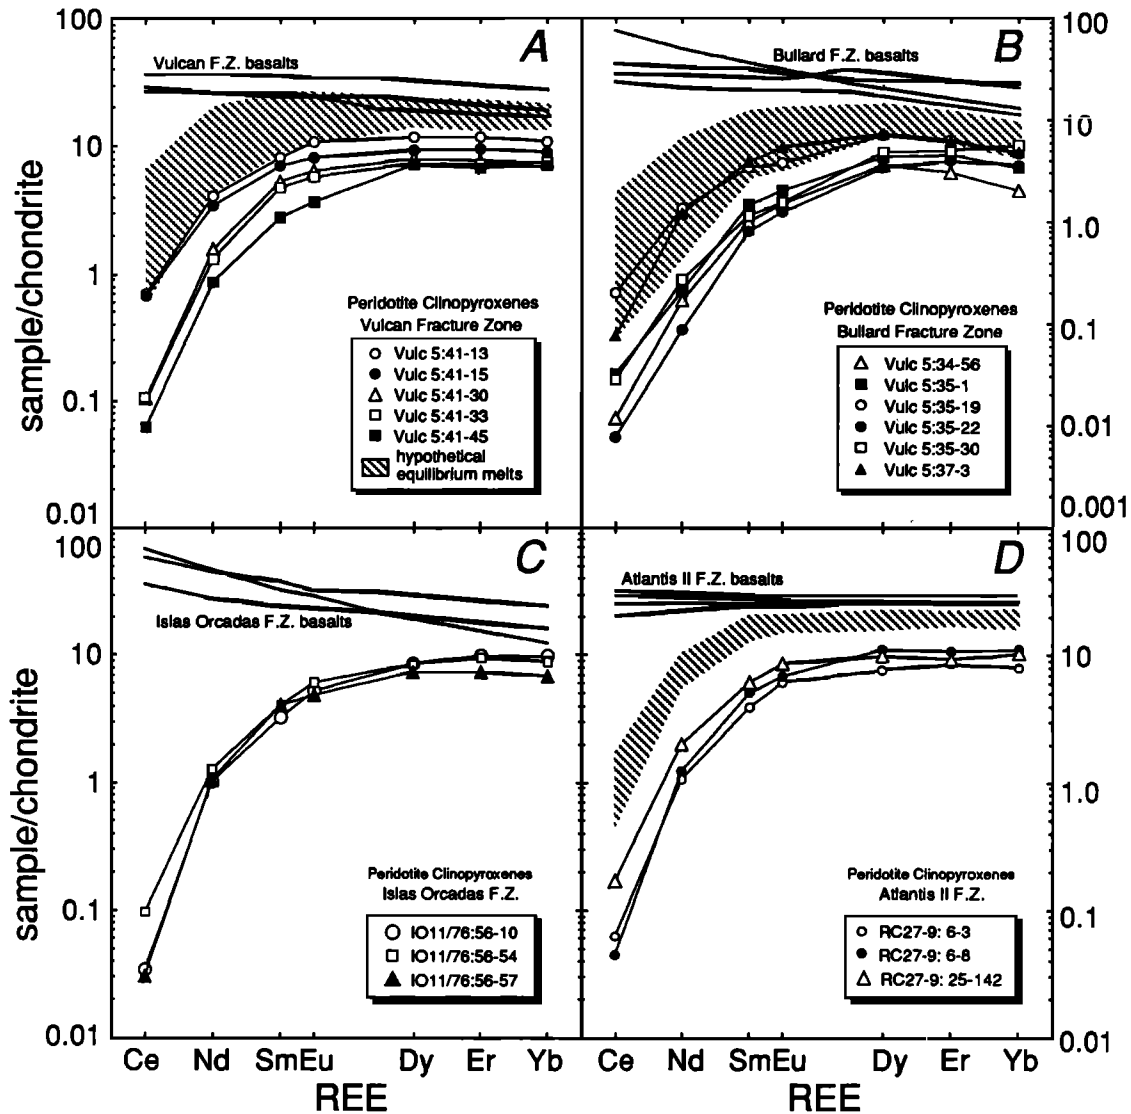 100
10
1
0.1
0.01
sample/chondrite
A
Vulcan F.Z. basalts
Peridotite Clinopyroxenes
Vulcan Fracture Zone
Vulc 5:41-13
Vulc 5:41-15
Vulc 5:41-30
Vulc 5:41-33
Vulc 5:41-45
hypothetical
equilibrium melts
B
Bullard F.Z. basalts
Peridotite Clinopyroxenes
Bullard Fracture Zone
Vulc 5:34-56
Vulc 5:35-1
Vulc 5:35-19
Vulc 5:35-22
Vulc 5:35-30
Vulc 5:37-3
100
10
1.0
0.1
0.01
0.001
100
10
1
0.1
0.01
sample/chondrite
C
Islas Orcadas F.Z. basalts
Peridotite Clinopyroxenes
Islas Orcadas F.Z.
IO11/76:56-10
IO11/76:56-54
IO11/76:56-57
Ce Nd Sm Eu Dy Er Yb
REE
D
Atlantis II F.Z. basalts
Peridotite Clinopyroxenes
Atlantis II F.Z.
RC27-9: 6-3
RC27-9: 6-8
RC27-9: 25-142
100
10
1.0
0.1
0.01
Ce Nd Sm Eu Dy Er Yb
REE